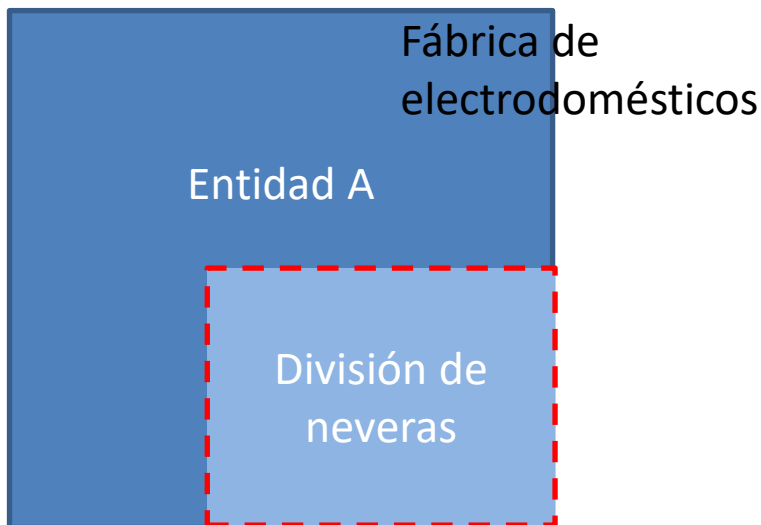 Fábrica de
electrodomésticos
Entidad A
División de
neveras